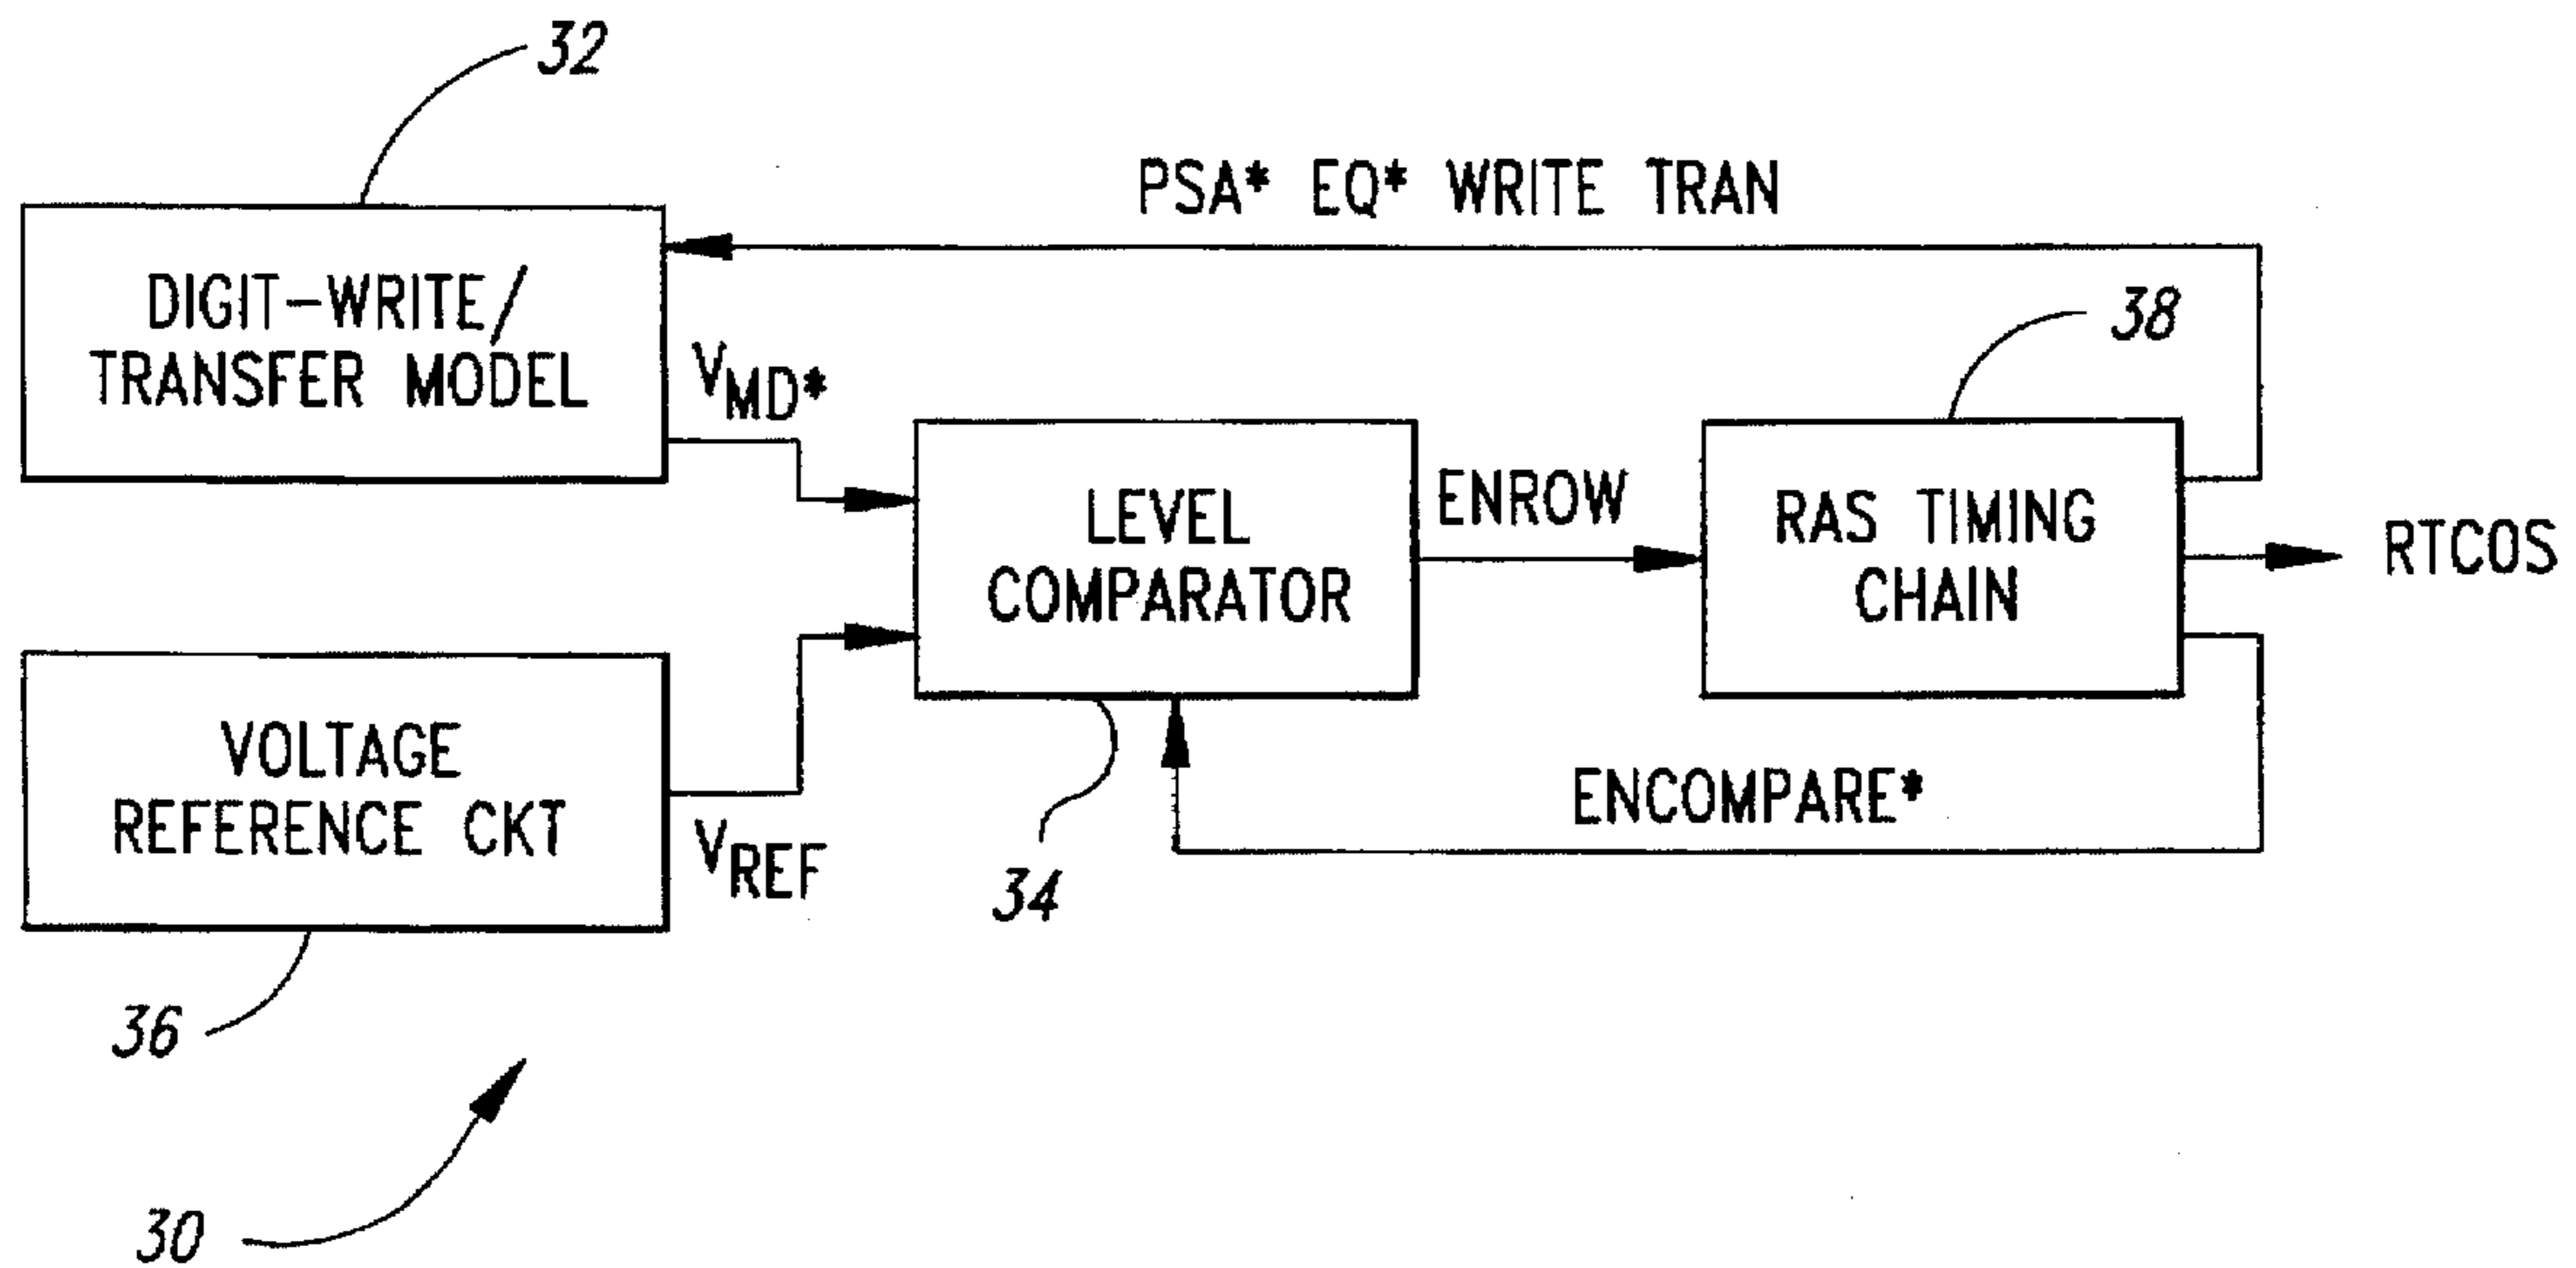 32
PSA* EQ* WRITE TRAN
DIGIT-WRITE/
TRANSFER MODEL
38
VMD*
LEVEL
COMPARATOR
ENROW
RAS TIMING
CHAIN
RTCOS
VOLTAGE
REFERENCE CKT
VREF
ENCOMPARE*
34
36
30